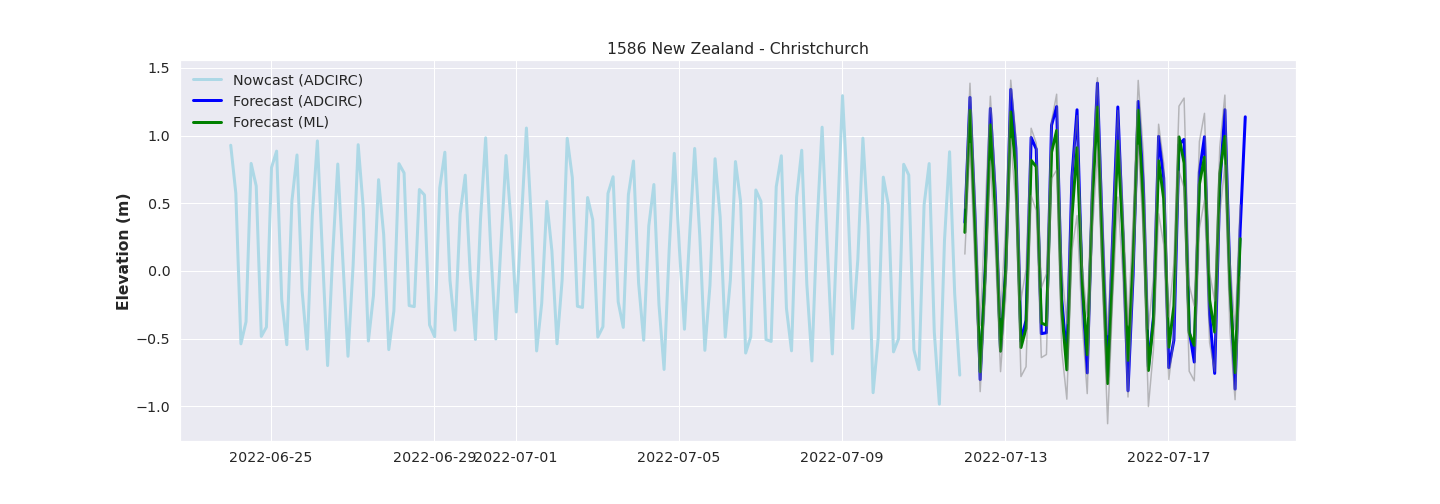 1586 New Zealand - Christchurch
Nowcast (ADCIRC)
Forecast (ADCIRC)
Forecast (ML)
Elevation (m)
1.5
1.0
0.5
0.0
−0.5
−1.0
2022-06-25
2022-06-29
2022-07-01
2022-07-05
2022-07-09
2022-07-13
2022-07-17